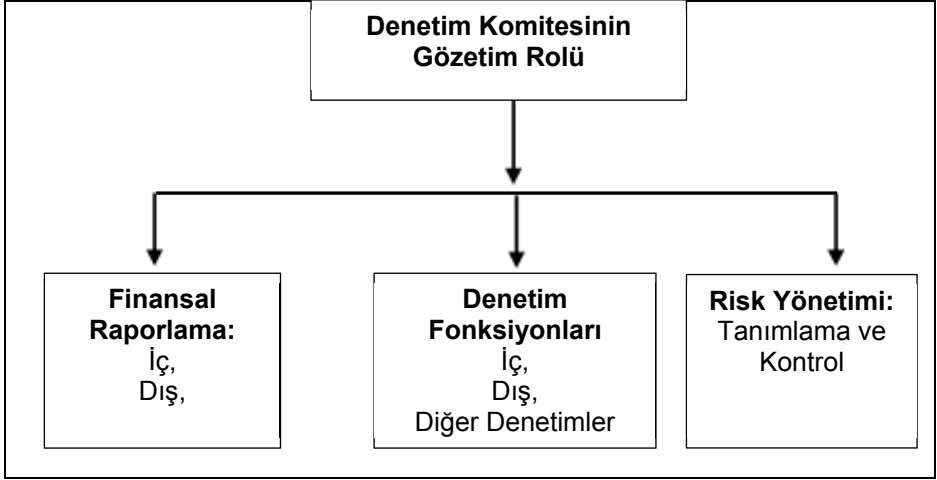 Denetim Komitesinin
Gözetim Rolü
Finansal
Raporlama:
İç,
Dış,
Denetim
Fonksiyonları
İç,
Dış,
Diğer Denetimler
Risk Yönetimi:
Tanımlama ve
Kontrol